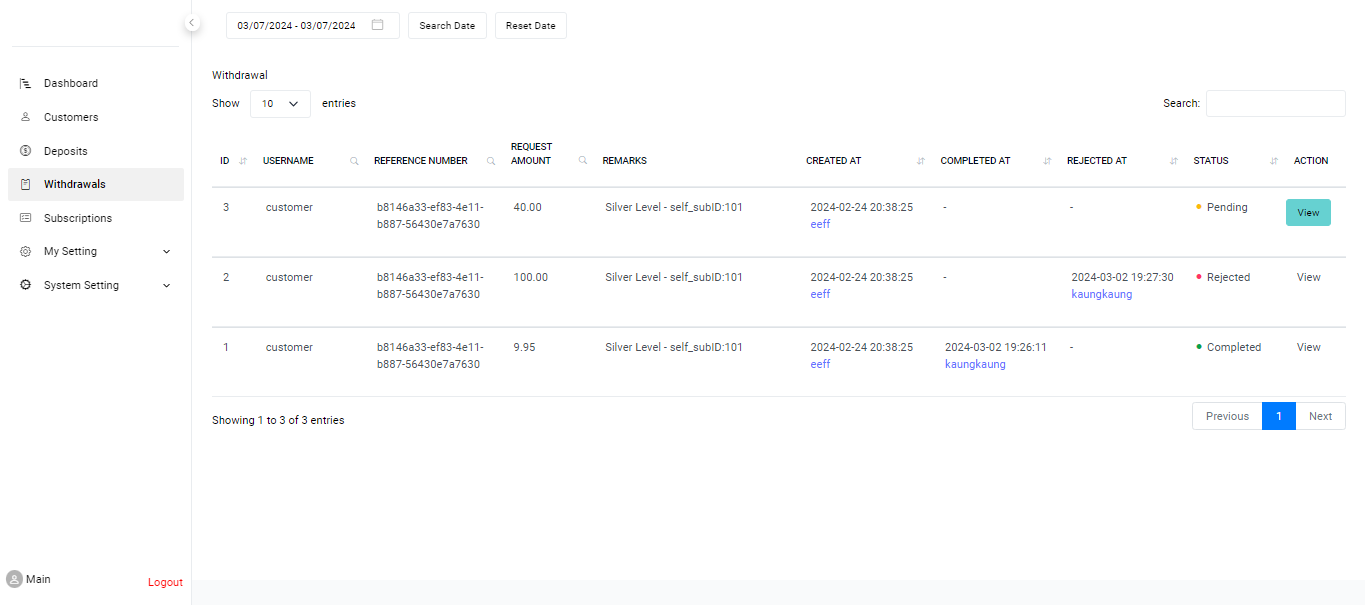 03/07/2024 - 03/07/2024 Search Date Reset Date
Dashboard
Customers
Deposits
Withdrawals
Subscriptions
My Setting
System Setting
Main Logout
Withdrawal
Show 10 entries Search:
ID USERNAME REFERENCE NUMBER REQUEST AMOUNT REMARKS CREATED AT COMPLETED AT REJECTED AT STATUS ACTION
3 customer b8146a33-ef83-4e11- 40.00 Silver Level - self_subID:101 2024-02-24 20:38:25 - - Pending View
b887-56430e7a7630 eeff
2 customer b8146a33-ef83-4e11- 100.00 Silver Level - self_subID:101 2024-02-24 20:38:25 - 2024-03-02 19:27:30 Rejected View
b887-56430e7a7630 eeff kaungkaung
1 customer b8146a33-ef83-4e11- 9.95 Silver Level - self_subID:101 2024-02-24 20:38:25 2024-03-02 19:26:11 - Completed View
b887-56430e7a7630 eeff kaungkaung
Showing 1 to 3 of 3 entries Previous 1 Next